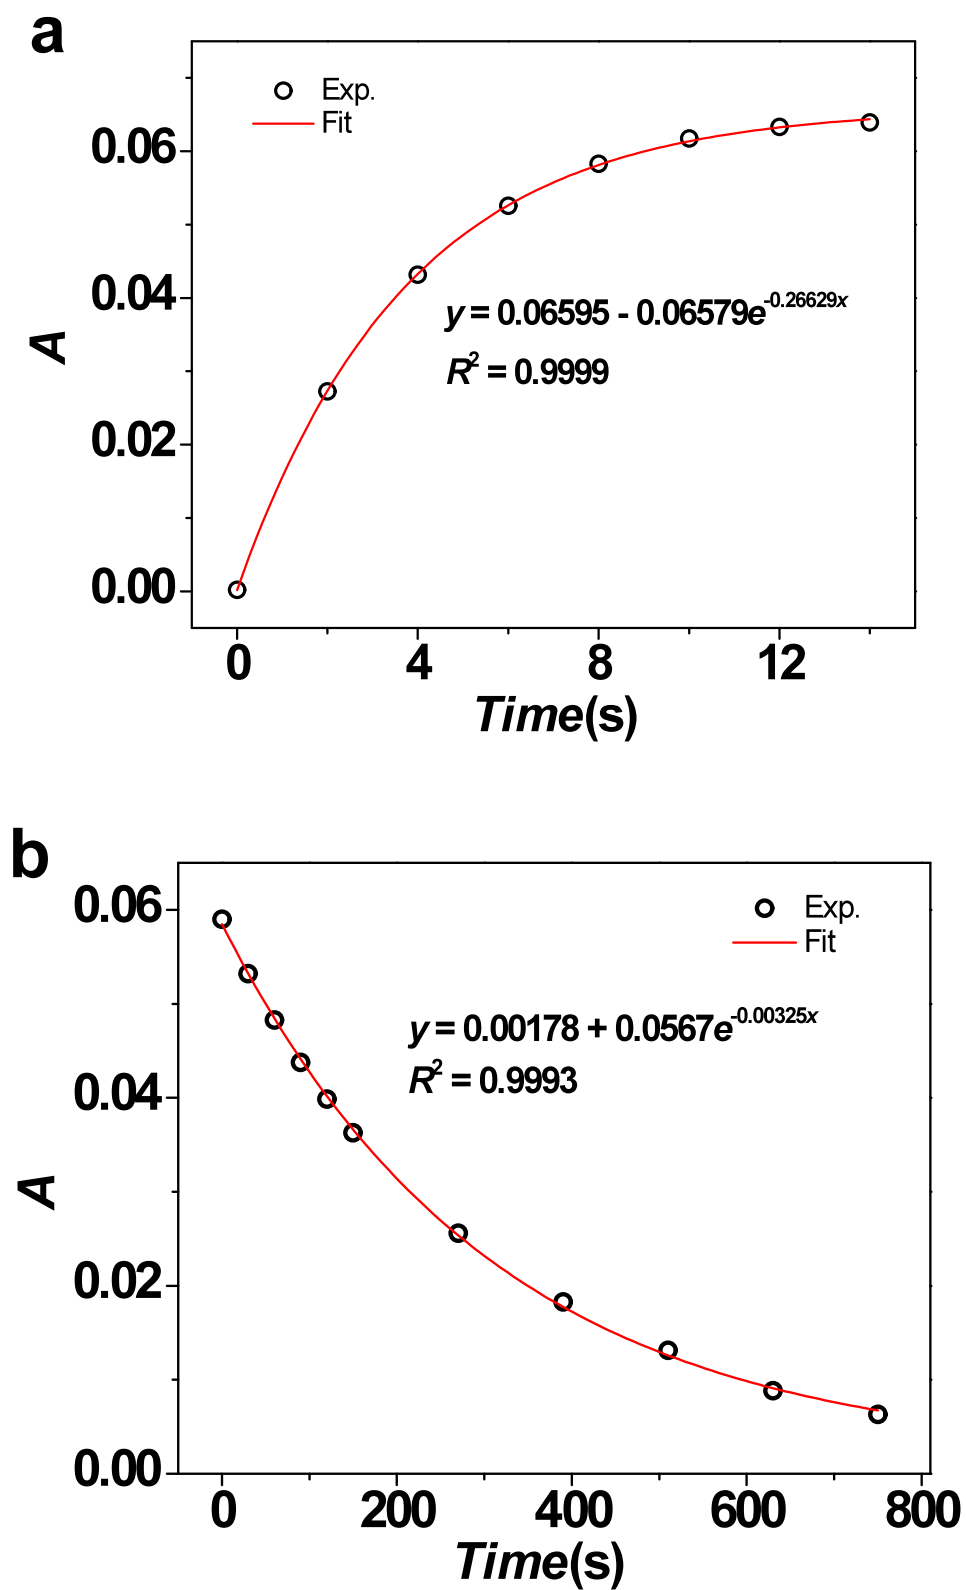 a
Exp.
Fit
0.06
0.04
0.02
0.00
A
y = 0.06595 - 0.06579e-0.26629x
R2 = 0.9999
0 4 8 12
Time(s)
b
Exp.
Fit
0.06
0.04
0.02
0.00
A
y = 0.00178 + 0.0567e-0.00325x
R2 = 0.9993
0 200 400 600 800
Time(s)